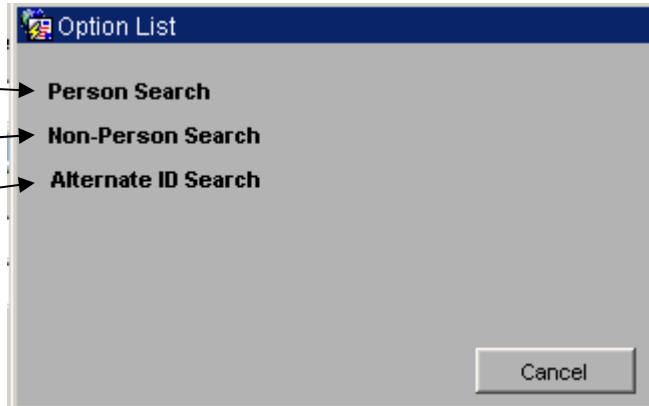 Option List
Person Search
Non-Person Search
Alternate ID Search
Cancel